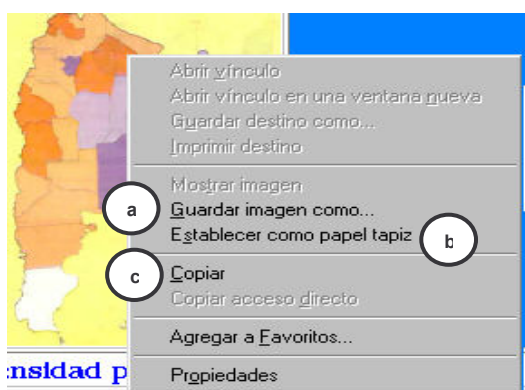 Abrir vínculo
Abrir vínculo en una ventana nueva
Guardar destino como...
Imprimir destino
Mostrar imagen
a Guardar imagen como...
Establecer como papel tapiz b
c Copiar
Copiar acceso directo
Agregar a Favoritos...
nsidad p
Propiedades